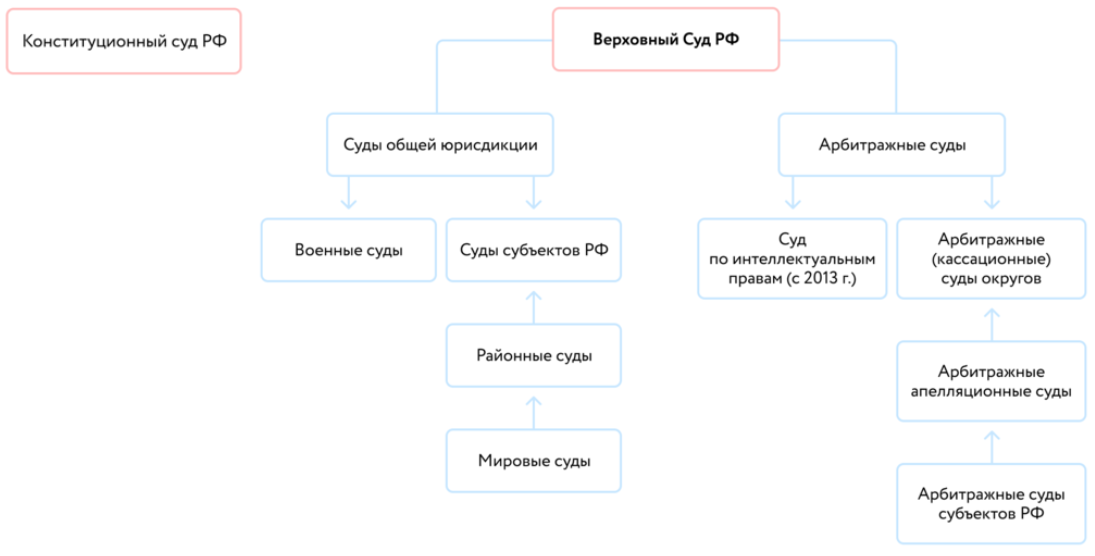 Конституционный суд РФ
Верховный Суд РФ
Суды общей юрисдикции
Арбитражные суды
Военные суды
Суды субъектов РФ
Суд
по интеллектуальным
правам (с 2013 г.)
Арбитражные
(кассационные)
суды округов
Районные суды
Арбитражные
апелляционные суды
Мировые суды
Арбитражные суды
субъектов РФ